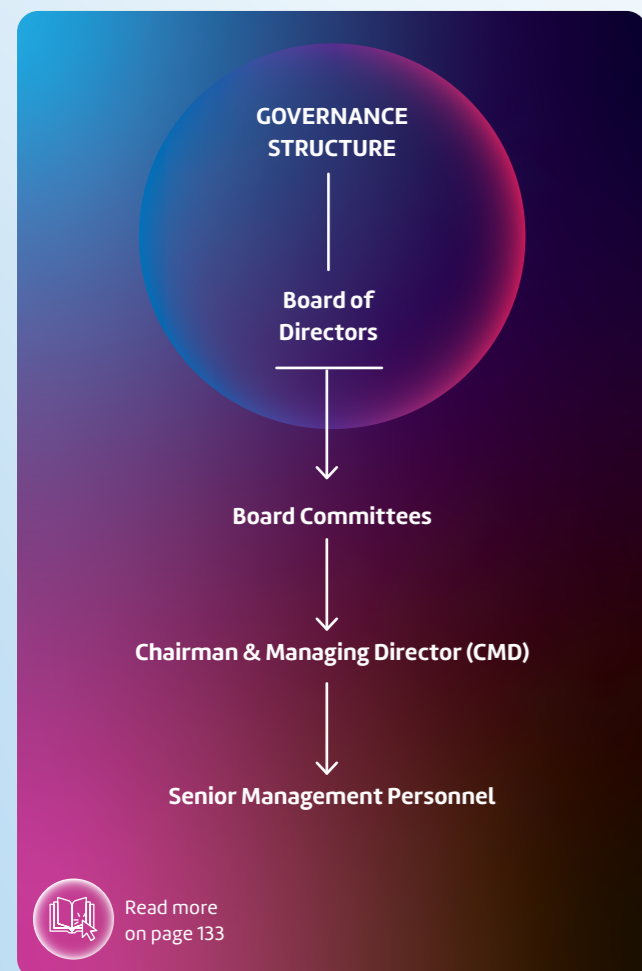 GOVERNANCE
STRUCTURE
Board of
Directors
Board Committees
Chairman & Managing Director (CMD)
Senior Management Personnel
Read more
on page 133